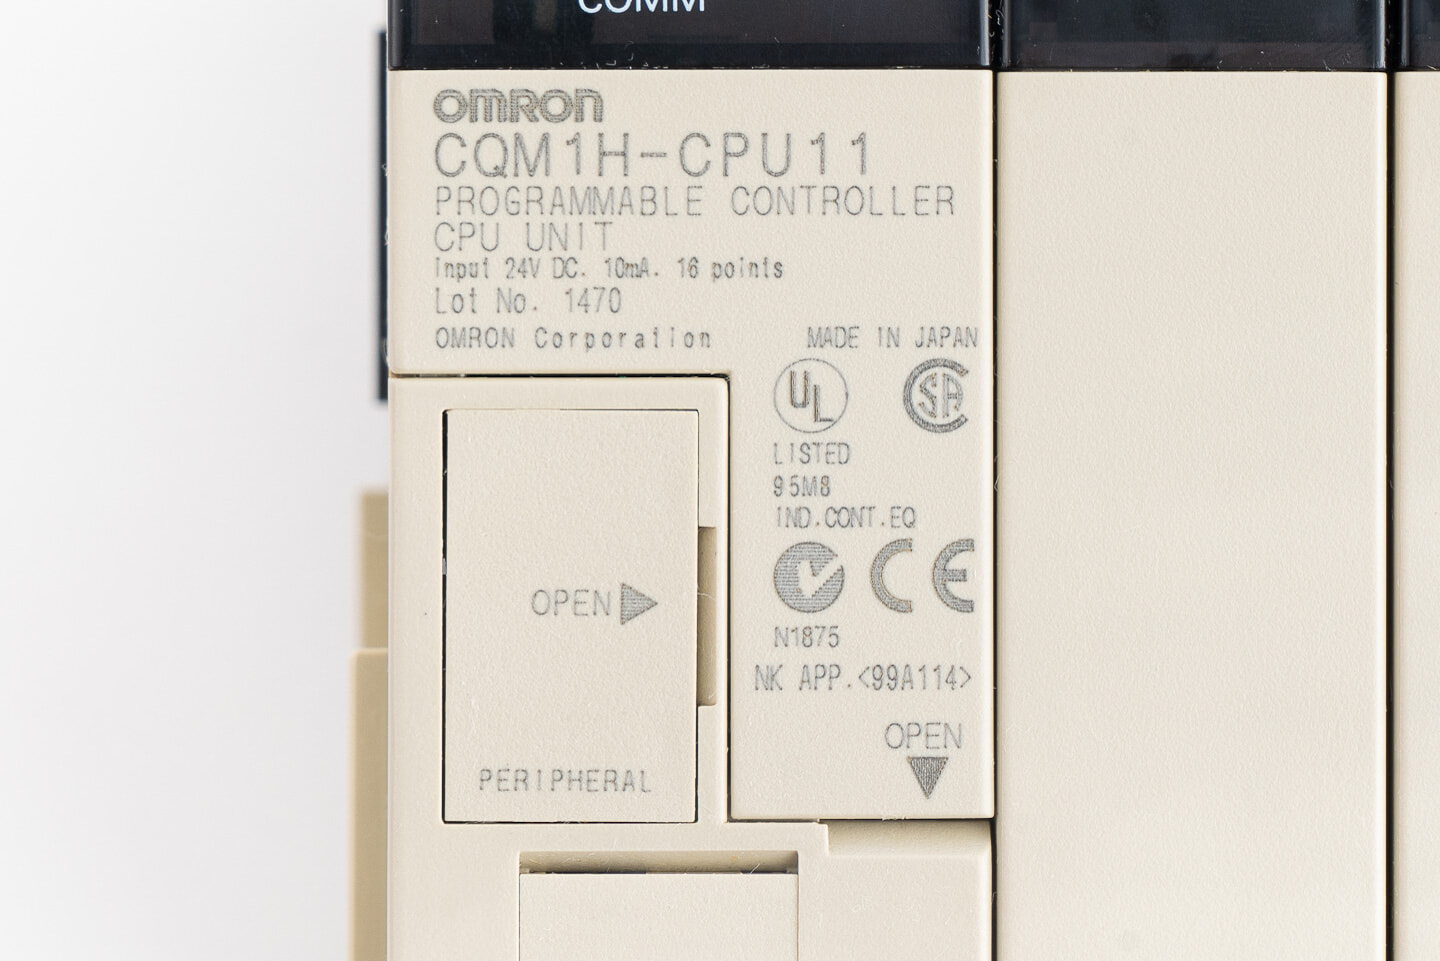 COMM
OMRON
CQM1H-CPU11
PROGRAMMABLE CONTROLLER
CPU UNIT
Input 24V DC. 10mA. 16 points
Lot No. 1470
OMRON Corporation
MADE IN JAPAN
UL
CSA
LISTED
95M8
IND.CONT.EQ
CE
N1875
NK APP.<99A114>
OPEN
OPEN
PERIPHERAL